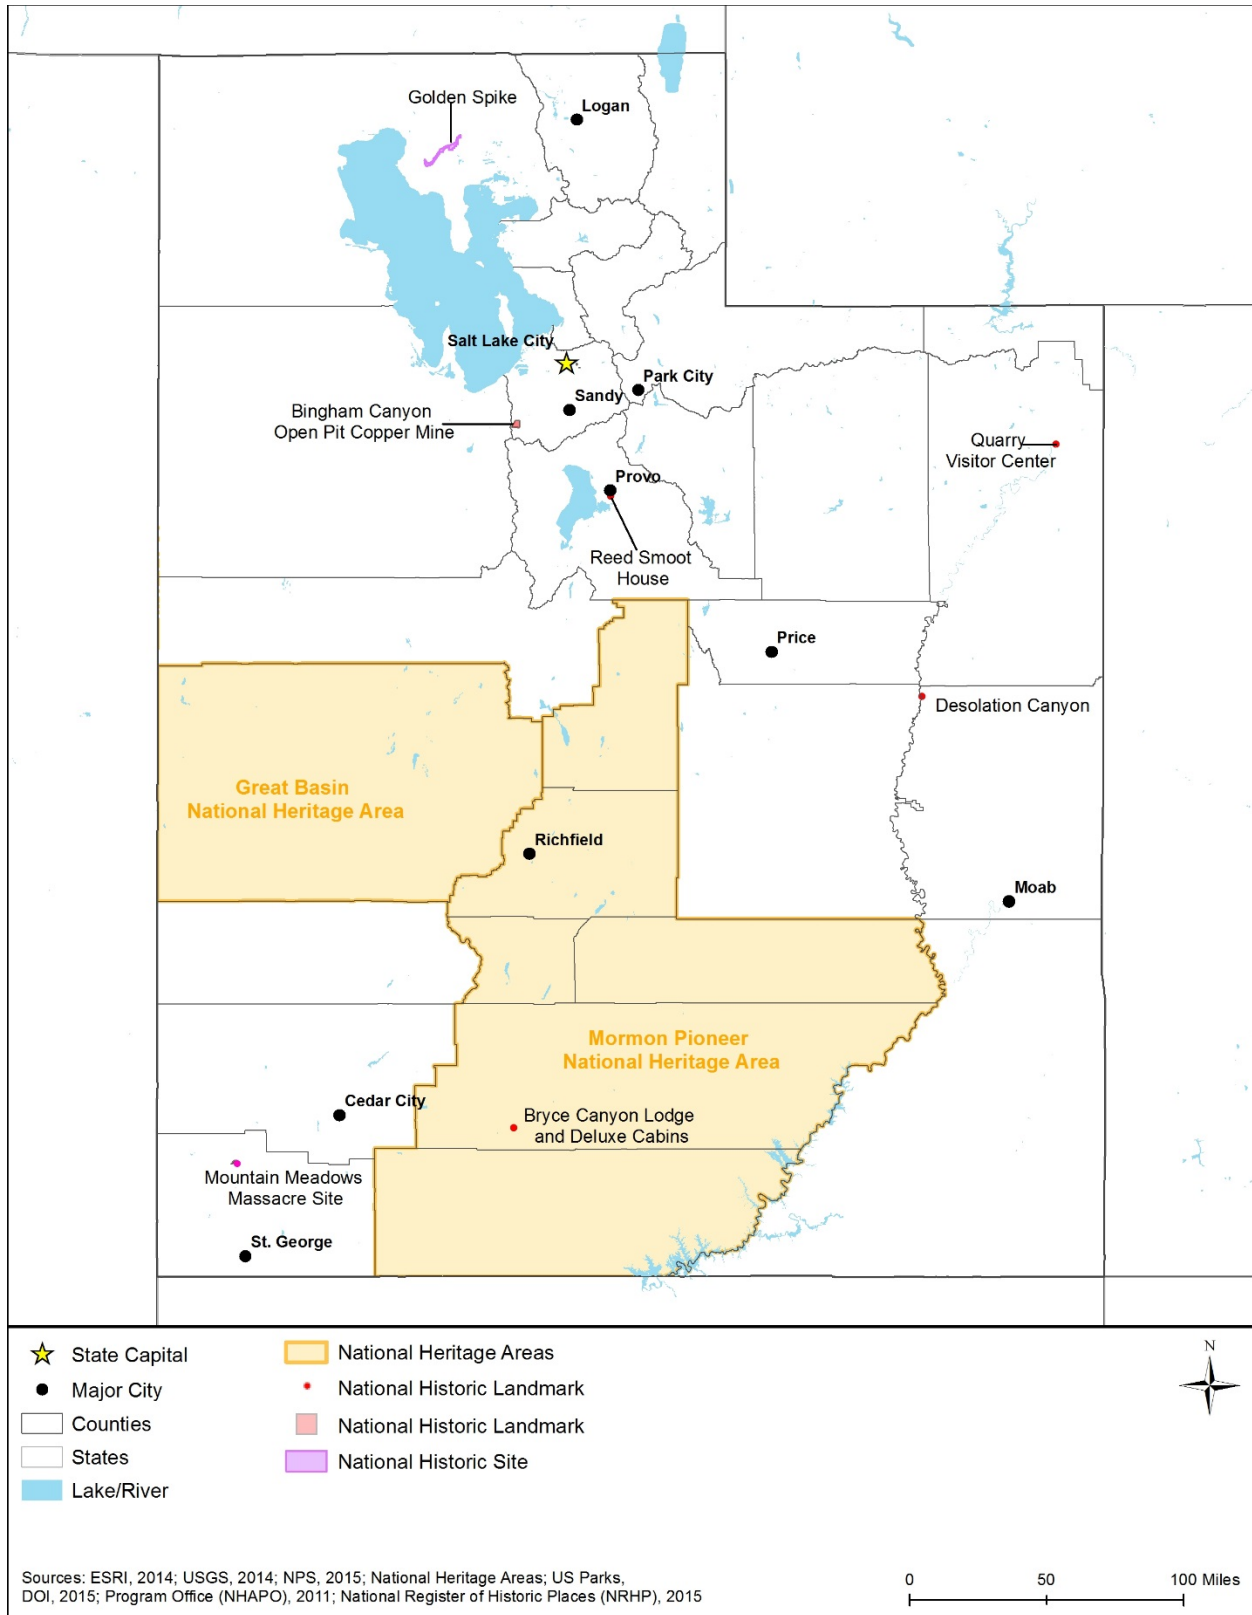 Golden Spike
Logan
Salt Lake City
Park City
Sandy
Bingham Canyon
Open Pit Copper Mine
Quarry
Visitor Center
Provo
Reed Smoot
House
Price
Desolation Canyon
Great Basin
National Heritage Area
Richfield
Moab
Mormon Pioneer
National Heritage Area
Cedar City
Bryce Canyon Lodge
and Deluxe Cabins
Mountain Meadows
Massacre Site
St. George
State Capital
Major City
Counties
States
Lake/River
National Heritage Areas
National Historic Landmark
National Historic Landmark
National Historic Site
N
Sources: ESRI, 2014; USGS, 2014; NPS, 2015; National Heritage Areas; US Parks,
DOI, 2015; Program Office (NHAPO), 2011; National Register of Historic Places (NRHP), 2015
0 50 100 Miles